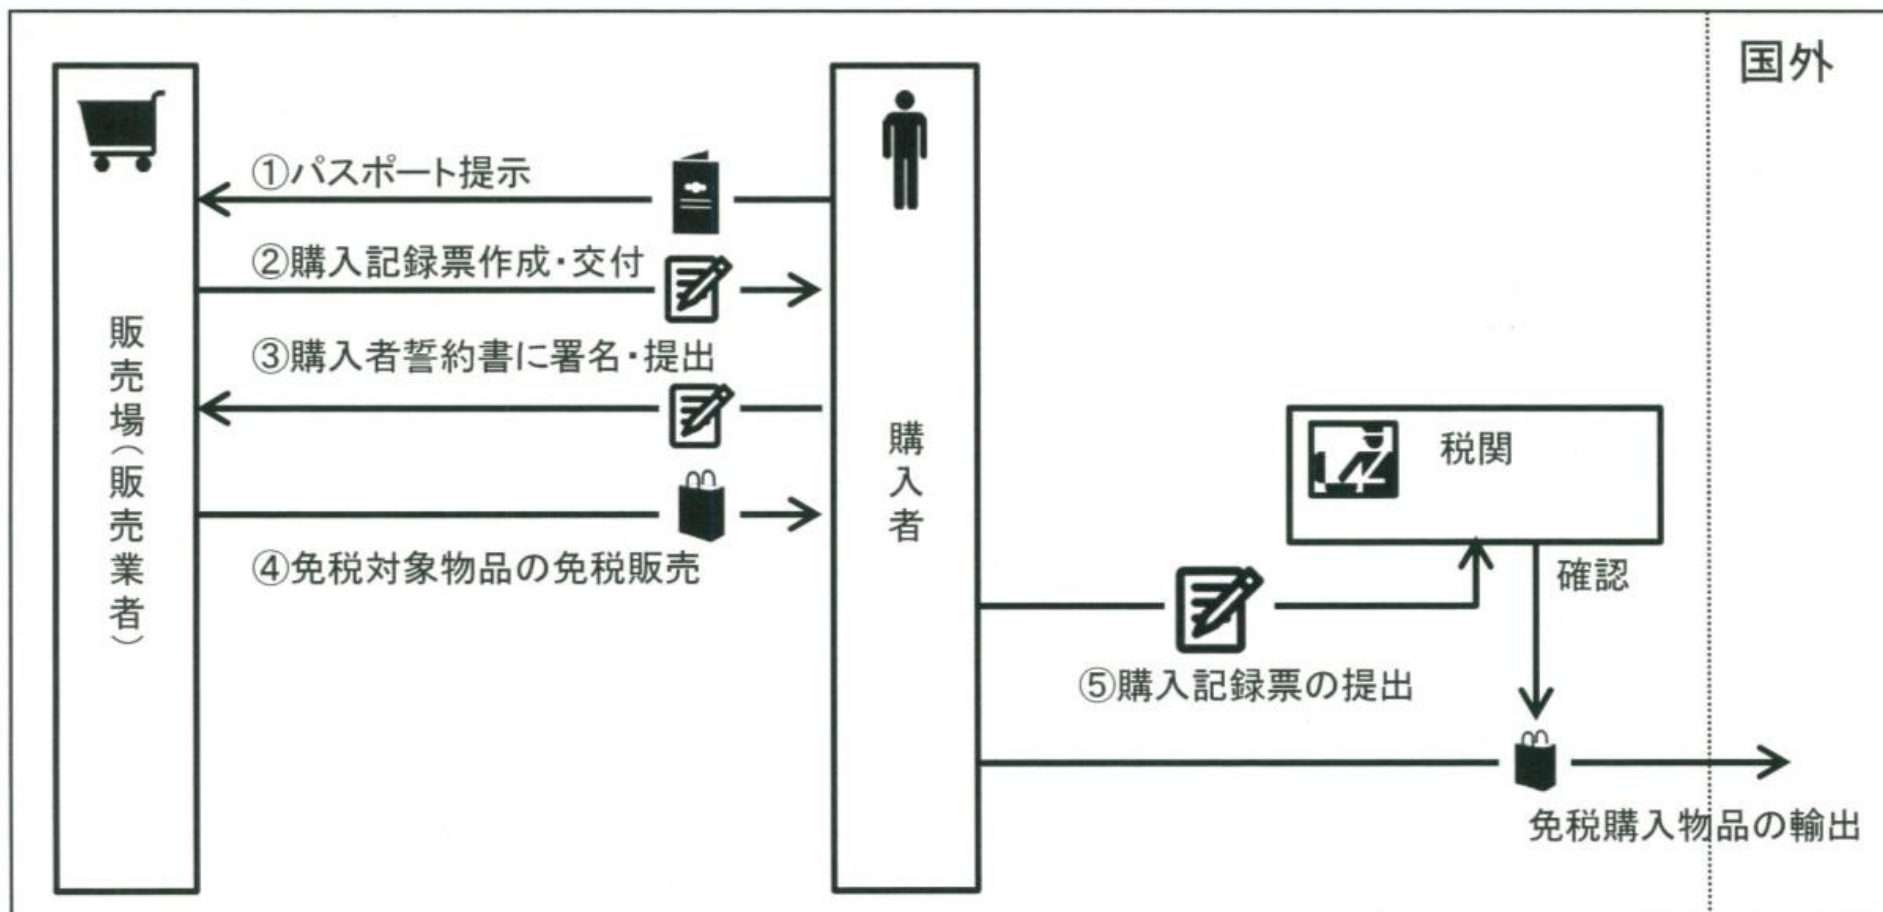 国外
①パスポート提示
②購入記録票作成・交付
③購入者誓約書に署名・提出
④免税対象物品の免税販売
販売場（販売業者）
購入者
税関
確認
⑤購入記録票の提出
免税購入物品の輸出